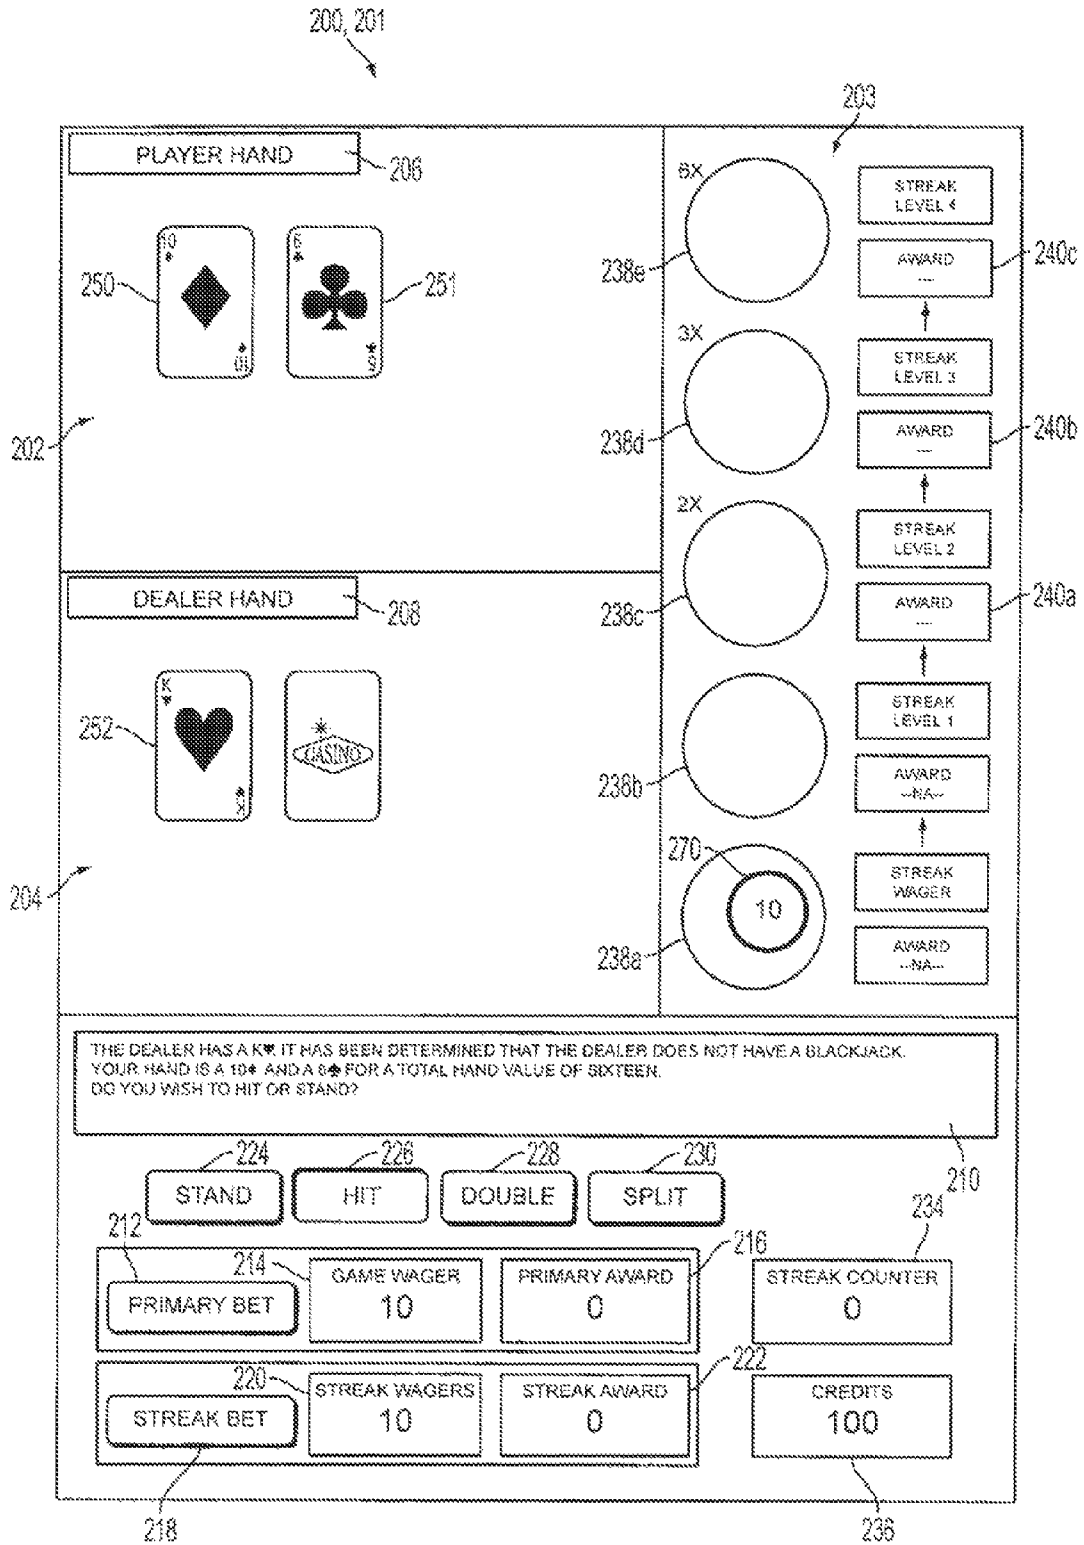 200, 201
203
PLAYER HAND
206
10
10
250
6
6
251
202
DEALER HAND
208
K
K
252
CASINO
204
6X
238e
STREAK
LEVEL 4
AWARD
---
240c
3X
238d
STREAK
LEVEL 3
AWARD
---
240b
2X
238c
STREAK
LEVEL 2
AWARD
---
240a
238b
STREAK
LEVEL 1
AWARD
--NA--
270
10
238a
STREAK
WAGER
AWARD
--NA--
THE DEALER HAS A K♥. IT HAS BEEN DETERMINED THAT THE DEALER DOES NOT HAVE A BLACKJACK.
YOUR HAND IS A 10♦ AND A 6♣ FOR A TOTAL HAND VALUE OF SIXTEEN.
DO YOU WISH TO HIT OR STAND?
210
224
226
228
230
STAND
HIT
DOUBLE
SPLIT
212
214
216
234
PRIMARY BET
GAME WAGER
10
PRIMARY AWARD
0
STREAK COUNTER
0
220
222
STREAK BET
STREAK WAGERS
10
STREAK AWARD
0
CREDITS
100
218
236